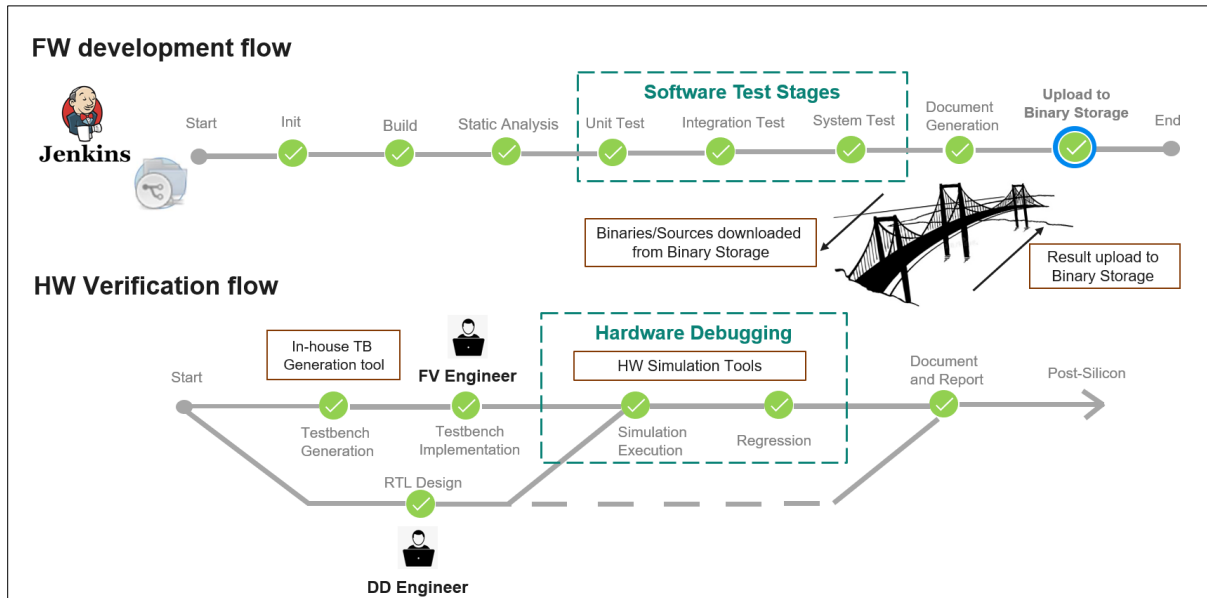 FW development flow
Jenkins
Start
Init
Build
Static Analysis
Software Test Stages
Unit Test
Integration Test
System Test
Document
Generation
Upload to
Binary Storage
End
Binaries/Sources downloaded
from Binary Storage
Result upload to
Binary Storage
HW Verification flow
Start
In-house TB
Generation tool
FV Engineer
Hardware Debugging
HW Simulation Tools
Document
and Report
Post-Silicon
Testbench
Generation
Testbench
Implementation
Simulation
Execution
Regression
RTL Design
DD Engineer